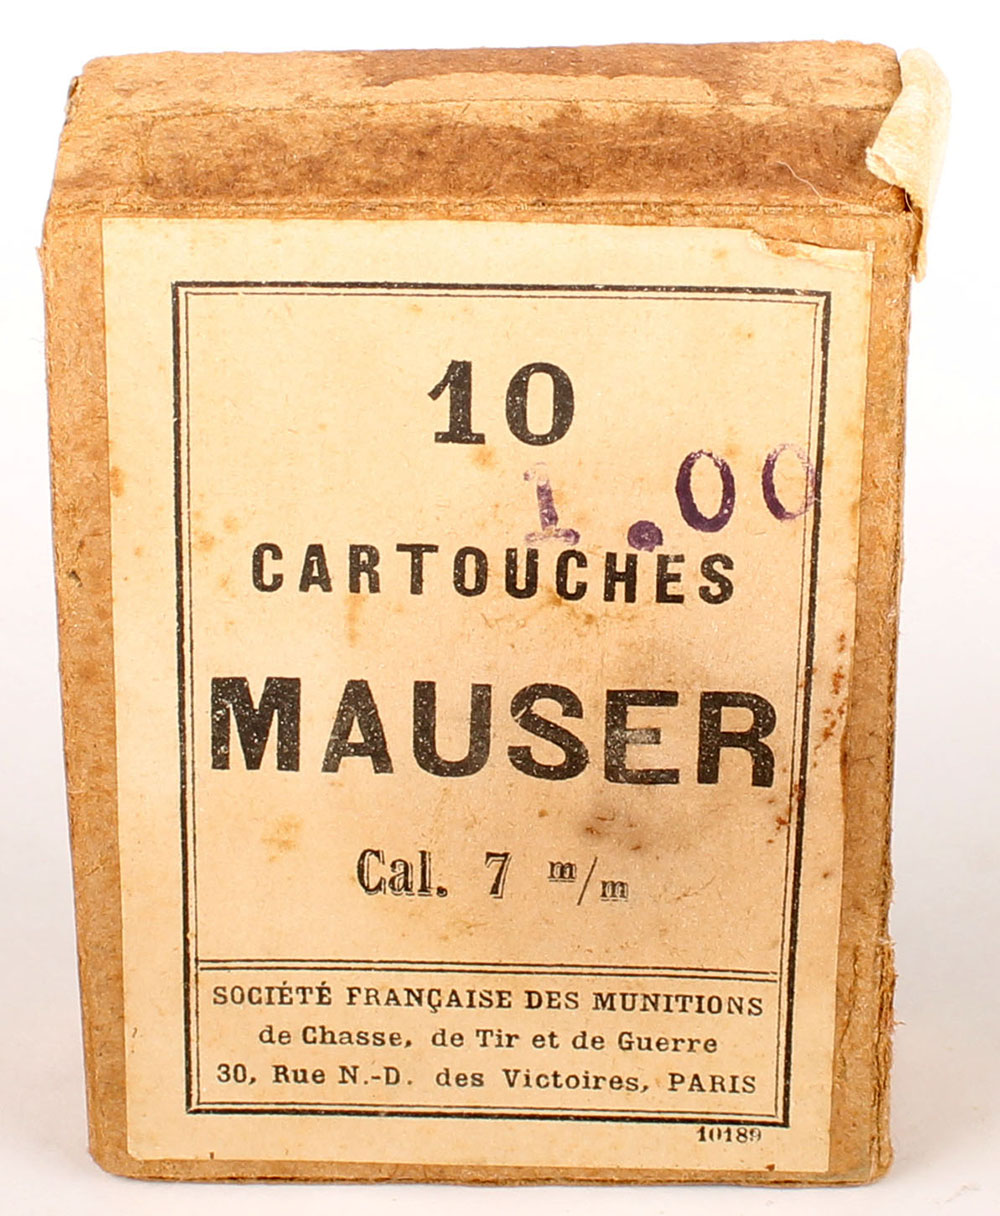 10
1.00
CARTOUCHES
MAUSER
Cal. 7 m/m
SOCIÉTÉ FRANÇAISE DES MUNITIONS
de Chasse, de Tir et de Guerre
30, Rue N.-D. des Victoires, PARIS
10189